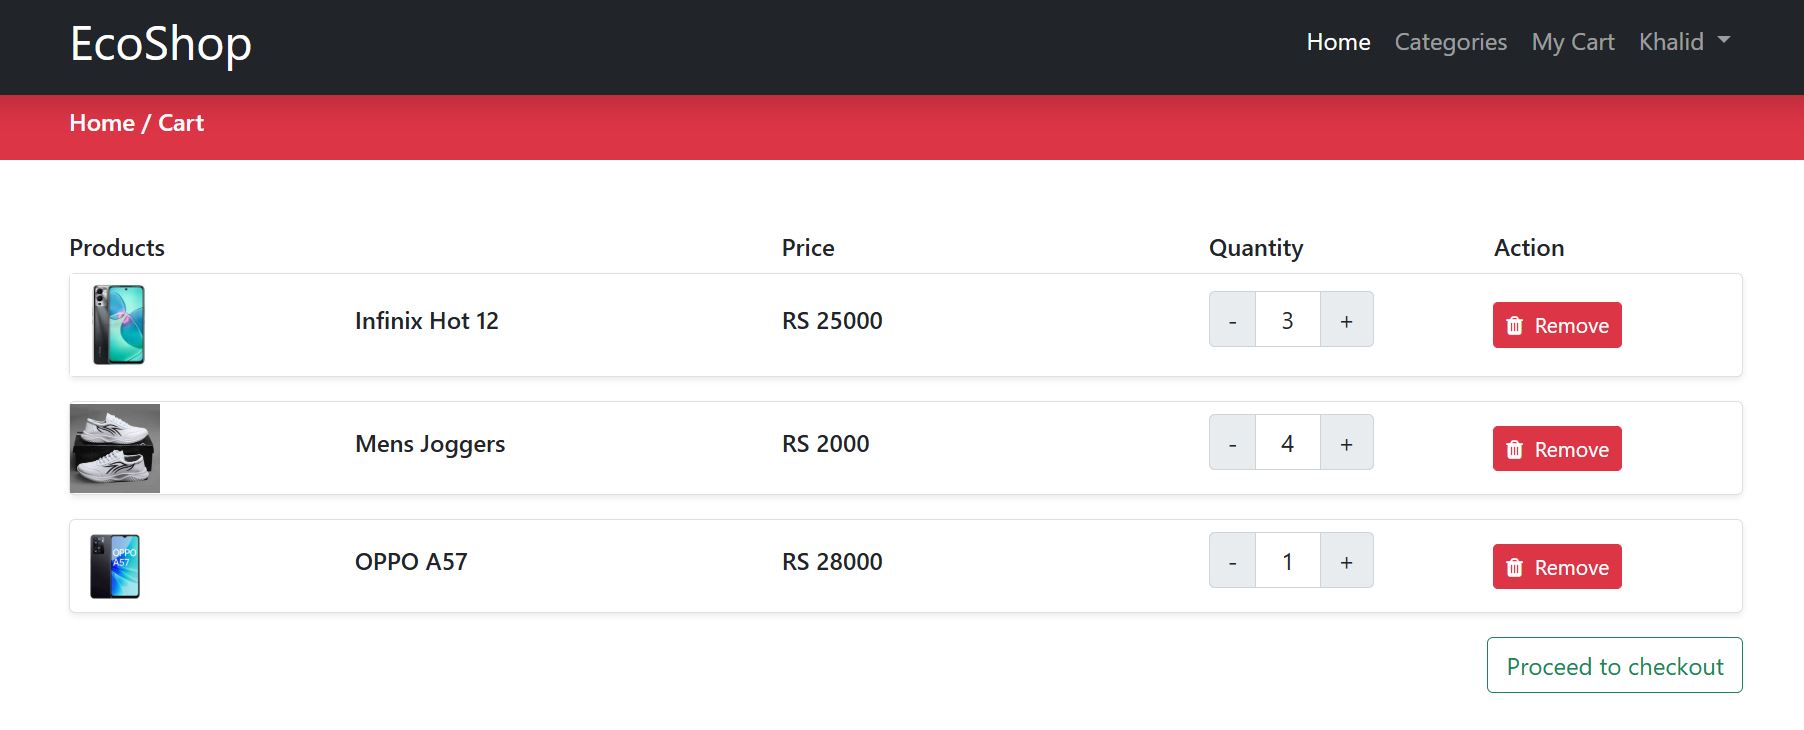 EcoShop
Home Categories My Cart Khalid
Home / Cart
Products Price Quantity Action
Infinix Hot 12 RS 25000 - 3 + Remove
Mens Joggers RS 2000 - 4 + Remove
OPPO
A57
OPPO A57 RS 28000 - 1 + Remove
Proceed to checkout